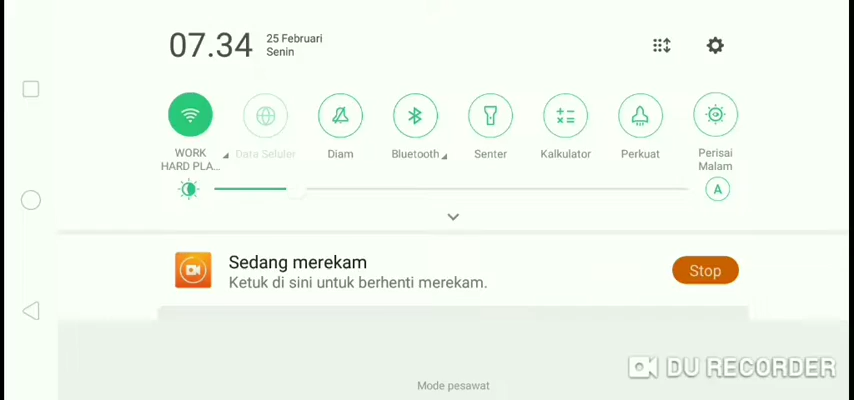 07.34
25 Februari
Senin
WORK
HARD PLA...
Data Seluler
Diam
Bluetooth
Senter
Kalkulator
Perkuat
Perisai
Malam
A
Sedang merekam
Ketuk di sini untuk berhenti merekam.
Stop
DU RECORDER
Mode pesawat